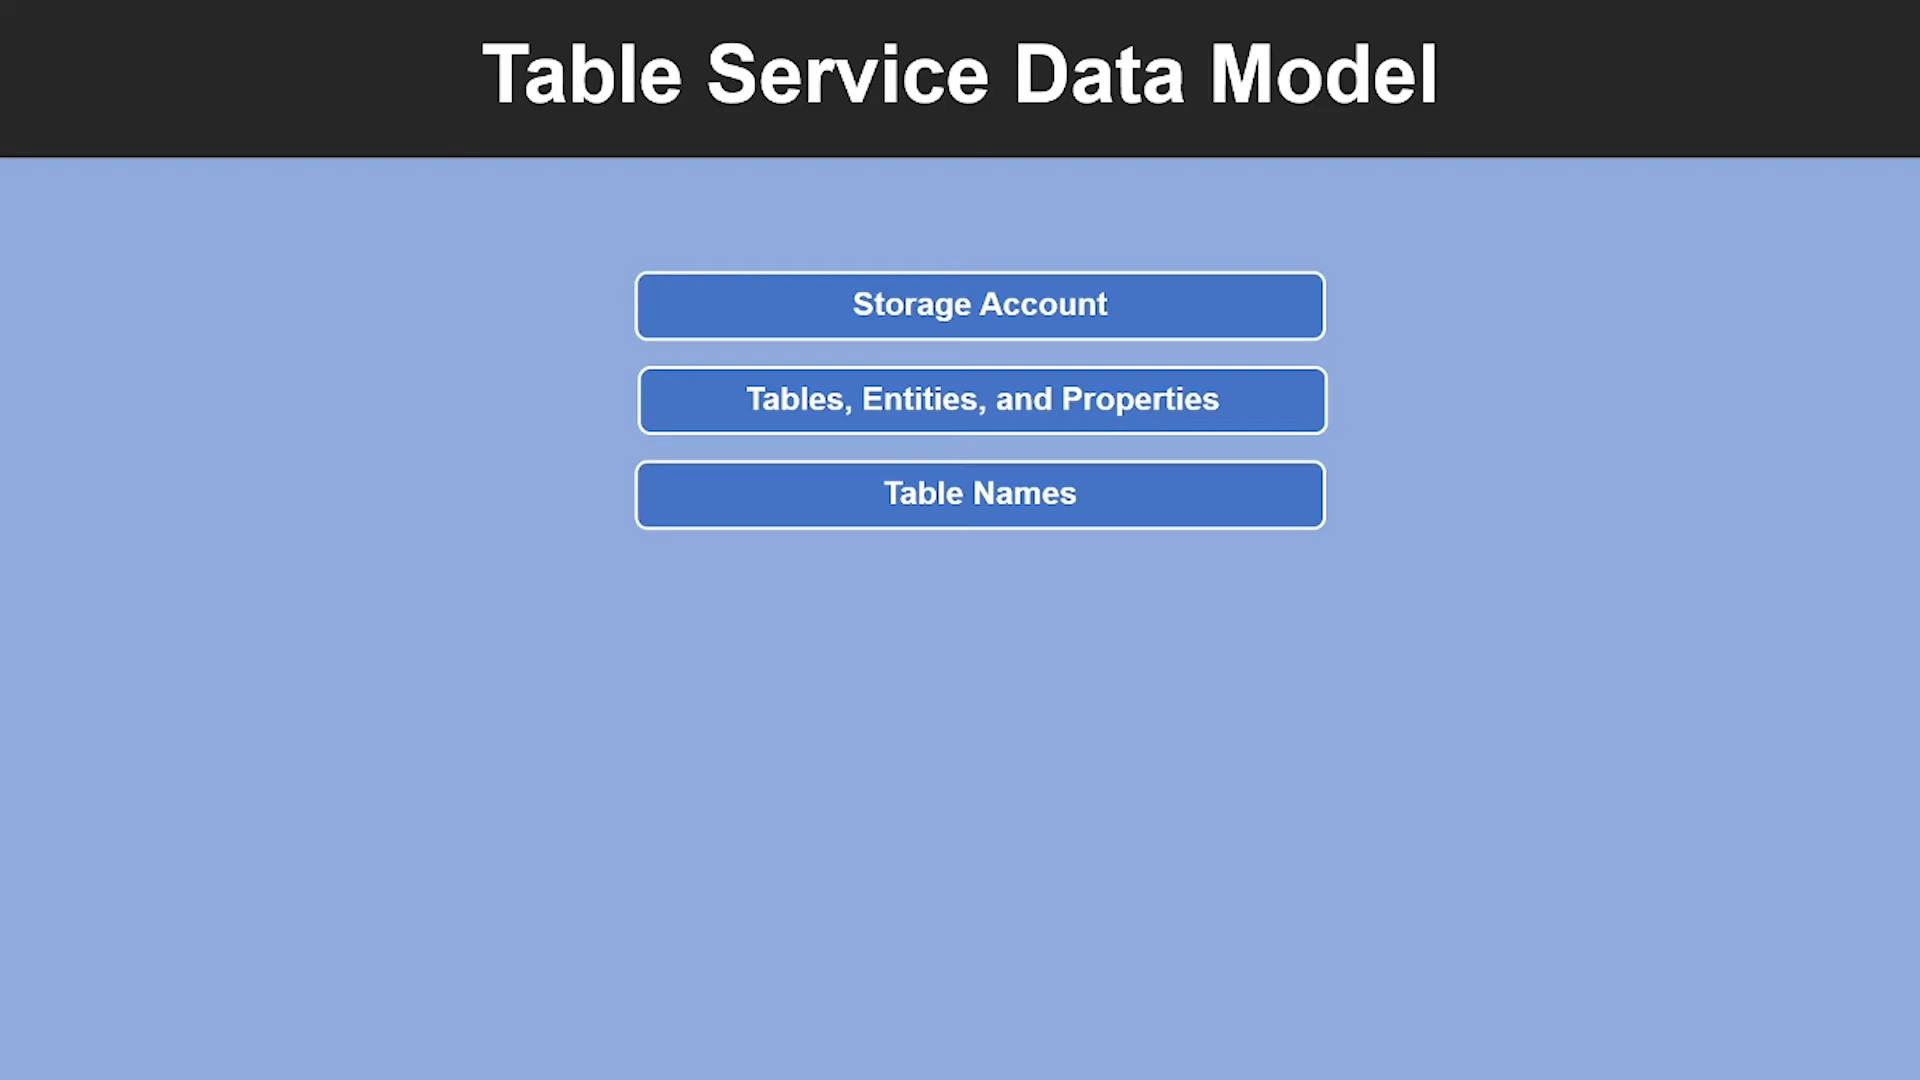 Table Service Data Model
Storage Account
Tables, Entities, and Properties
Table Names